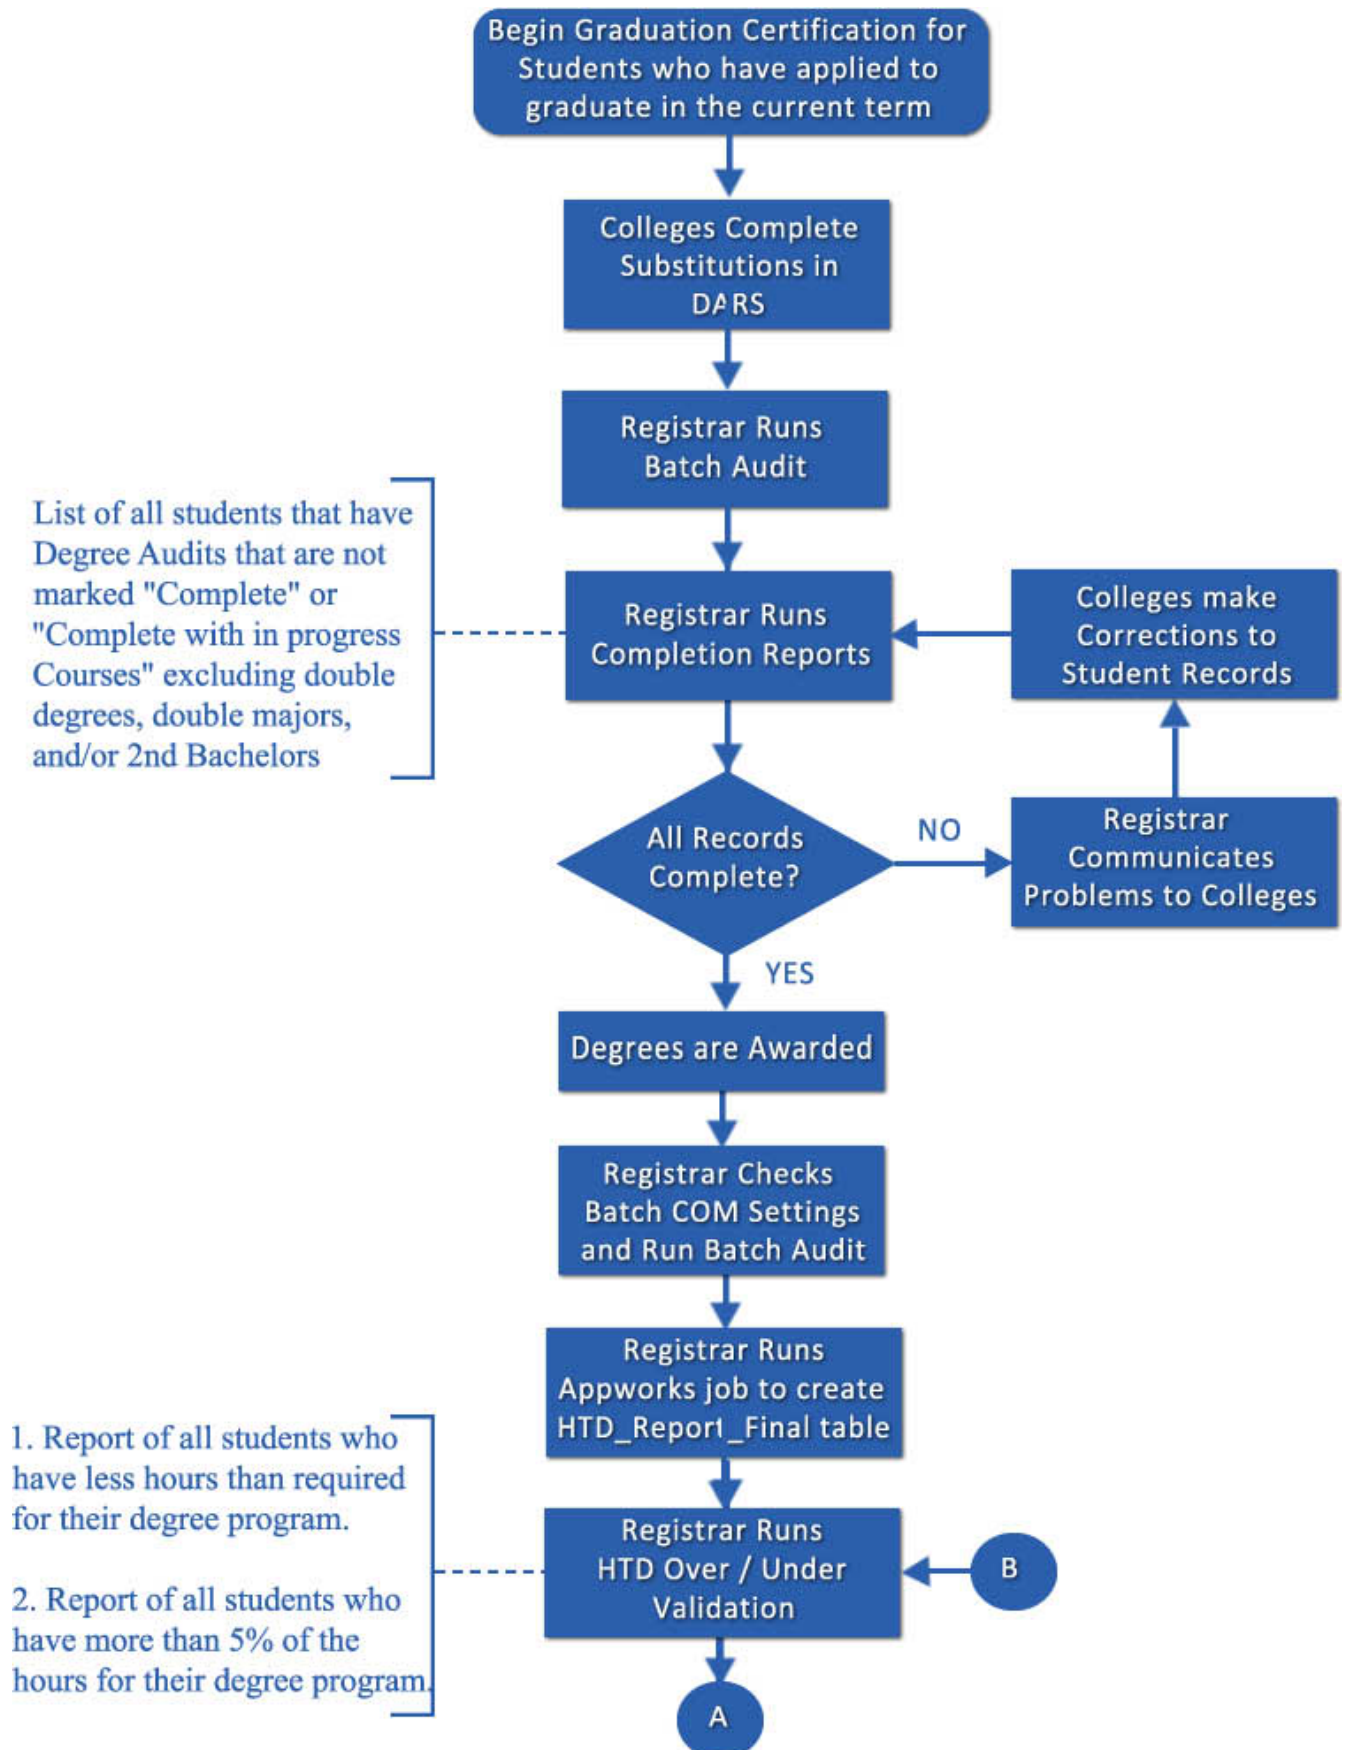 Begin Graduation Certification for
Students who have applied to
graduate in the current term
Colleges Complete
Substitutions in
DARS
Registrar Runs
Batch Audit
List of all students that have
Degree Audits that are not
marked "Complete" or
"Complete with in progress
Courses" excluding double
degrees, double majors,
and/or 2nd Bachelors
Registrar Runs
Completion Reports
Colleges make
Corrections to
Student Records
All Records
Complete?
NO
Registrar
Communicates
Problems to Colleges
YES
Degrees are Awarded
Registrar Checks
Batch COM Settings
and Run Batch Audit
Registrar Runs
Appworks job to create
HTD_Report_Final table
1. Report of all students who
have less hours than required
for their degree program.
2. Report of all students who
have more than 5% of the
hours for their degree program.
Registrar Runs
HTD Over / Under
Validation
B
A